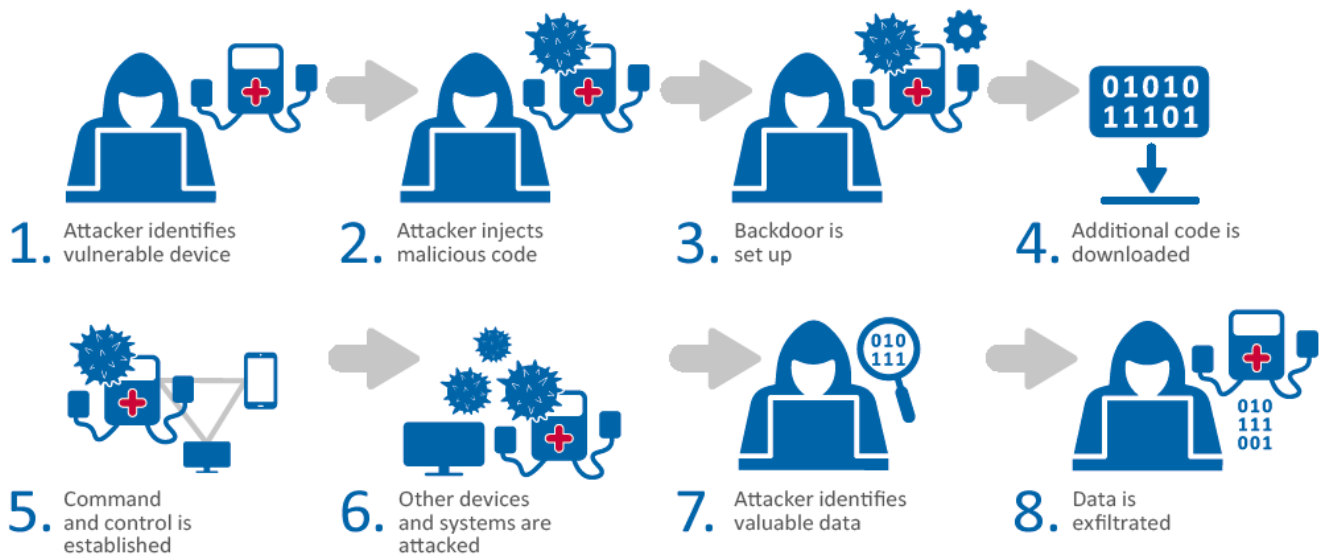 01010
11101
1. Attacker identifies
vulnerable device
2. Attacker injects
malicious code
3. Backdoor is
set up
4. Additional code is
downloaded
010
111
010
111
001
5. Command
and control is
established
6. Other devices
and systems are
attacked
7. Attacker identifies
valuable data
8. Data is
exfiltrated